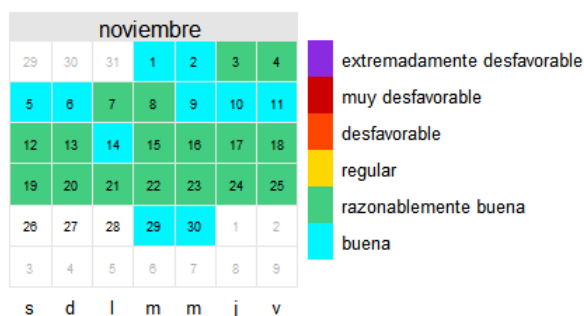 noviembre
29 30 31 1 2 3 4
5 6 7 8 9 10 11
12 13 14 15 16 17 18
19 20 21 22 23 24 25
26 27 28 29 30 1 2
3 4 5 6 7 8 9
s d l m m j v
extremadamente desfavorable
muy desfavorable
desfavorable
regular
razonablemente buena
buena